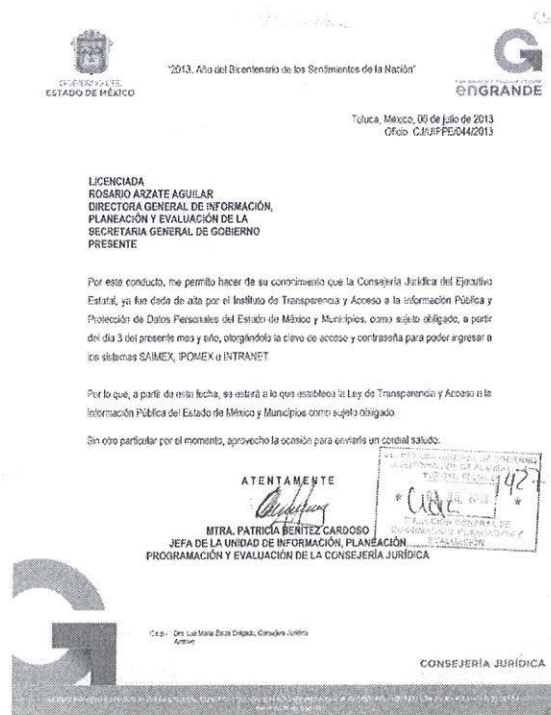 GOBIERNO DEL
ESTADO DE MÉXICO
"2013. Año del Bicentenario de los Sentimientos de la Nación"
enGRANDE
Toluca, México, 05 de julio de 2013
Oficio CJ/UIPPE/044/2013
LICENCIADA
ROSARIO ARZATE AGUILAR
DIRECTORA GENERAL DE INFORMACIÓN,
PLANEACIÓN Y EVALUACIÓN DE LA
SECRETARIA GENERAL DE GOBIERNO
PRESENTE
Por este conducto, me permito hacer de su conocimiento que la Consejería Jurídica del Ejecutivo
Estatal, ya fue dada de alta por el Instituto de Transparencia y Acceso a la Información Pública y
Protección de Datos Personales del Estado de México y Municipios, como sujeto obligado, a partir
del día 3 del presente mes y año, otorgándole la clave de acceso y contraseña para poder ingresar a
los sistemas SAIMEX, IPOMEX e INTRANET.
Por lo que, a partir de esta fecha, se estará a lo que establece la Ley de Transparencia y Acceso a la
Información Pública del Estado de México y Municipios como sujeto obligado.
Sin otro particular por el momento, aprovecho la ocasión para enviarle un cordial saludo.
ATENTAMENTE
1427
MTRA. PATRICIA BENÍTEZ CARDOSO
JEFA DE LA UNIDAD DE INFORMACIÓN, PLANEACIÓN
PROGRAMACIÓN Y EVALUACIÓN DE LA CONSEJERÍA JURÍDICA
EVALUACIÓN
C.c.p.- Dra. Luz María Zarza Delgado, Consejera Jurídica
Archivo
CONSEJERÍA JURÍDICA